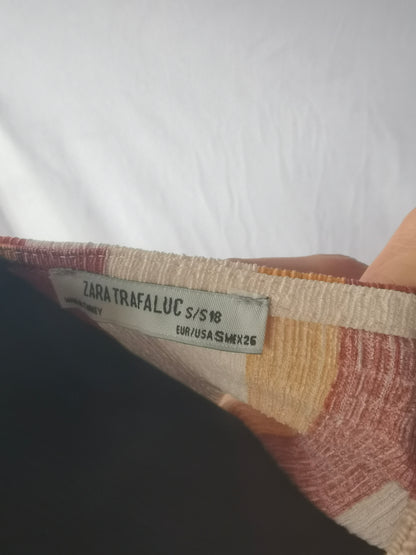 ZARA TRAFALUC S/S18
EUR/USA S MEX 26